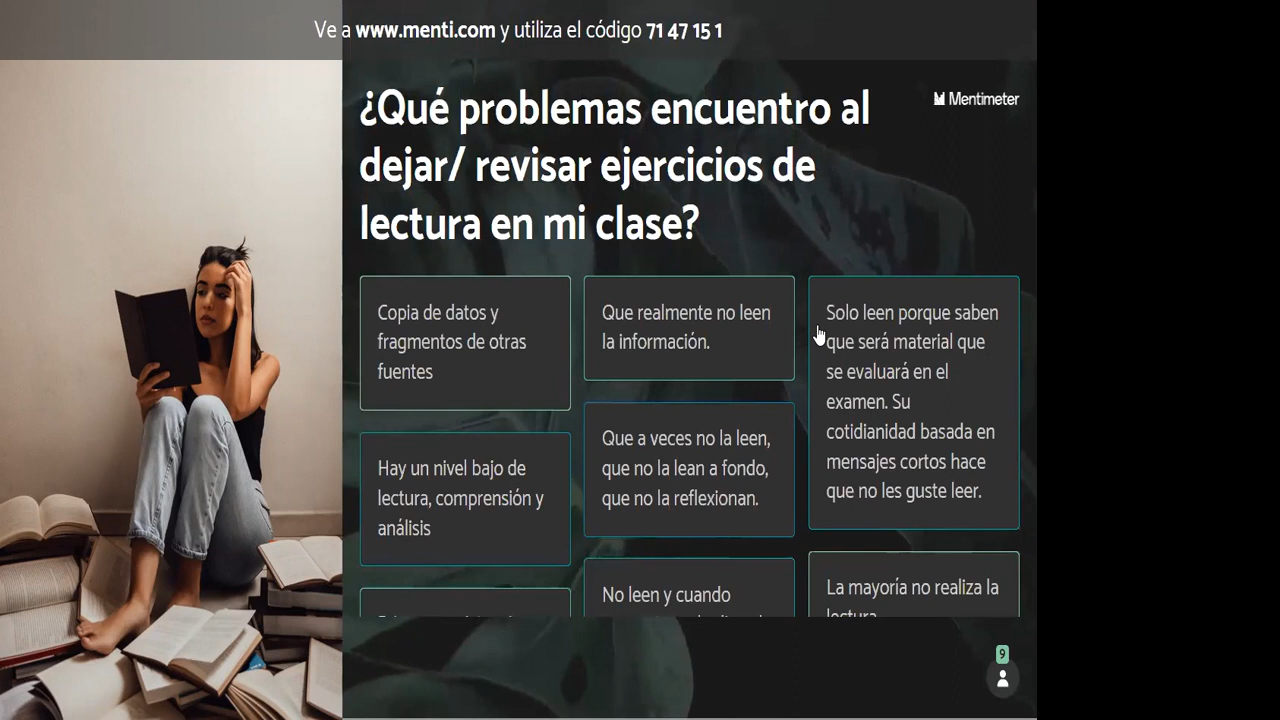 Ve a www.menti.com y utiliza el código 71 47 15 1
Mentimeter
¿Qué problemas encuentro al
dejar/ revisar ejercicios de
lectura en mi clase?
Copia de datos y
fragmentos de otras
fuentes
Hay un nivel bajo de
lectura, comprensión y
análisis
Que realmente no leen
la información.
Que a veces no la leen,
que no la lean a fondo,
que no la reflexionan.
No leen y cuando
Solo leen porque saben
que será material que
se evaluará en el
examen. Su
cotidianidad basada en
mensajes cortos hace
que no les guste leer.
La mayoría no realiza la
lectura
9